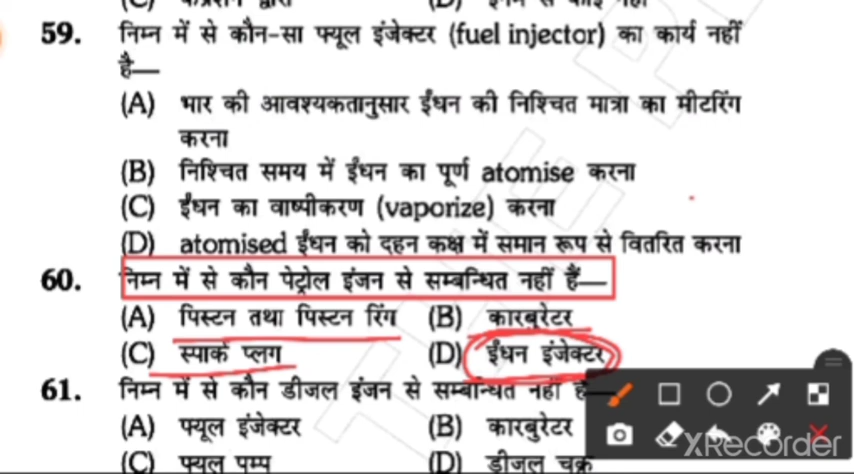 59. निम्न में से कौन-सा फ्यूल इंजेक्टर (fuel injector) का कार्य नहीं
है—
(A) भार की आवश्यकतानुसार ईंधन की निश्चित मात्रा का मीटरिंग
करना
(B) निश्चित समय में ईंधन का पूर्ण atomise करना
(C) ईंधन का वाष्पीकरण (vaporize) करना
(D) atomised ईंधन को दहन कक्ष में समान रूप से वितरित करना
60. निम्न में से कौन पेट्रोल इंजन से सम्बन्धित नहीं हैं—
(A) पिस्टन तथा पिस्टन रिंग (B) कारबुरेटर
(C) स्पार्क प्लग (D) ईंधन इंजेक्टर
61. निम्न में से कौन डीजल इंजन से सम्बन्धित नहीं है—
(A) फ्यूल इंजेक्टर (B) कारबुरेटर
(C) फ्यूल पम्प (D) डीजल चक्र
XRecorder